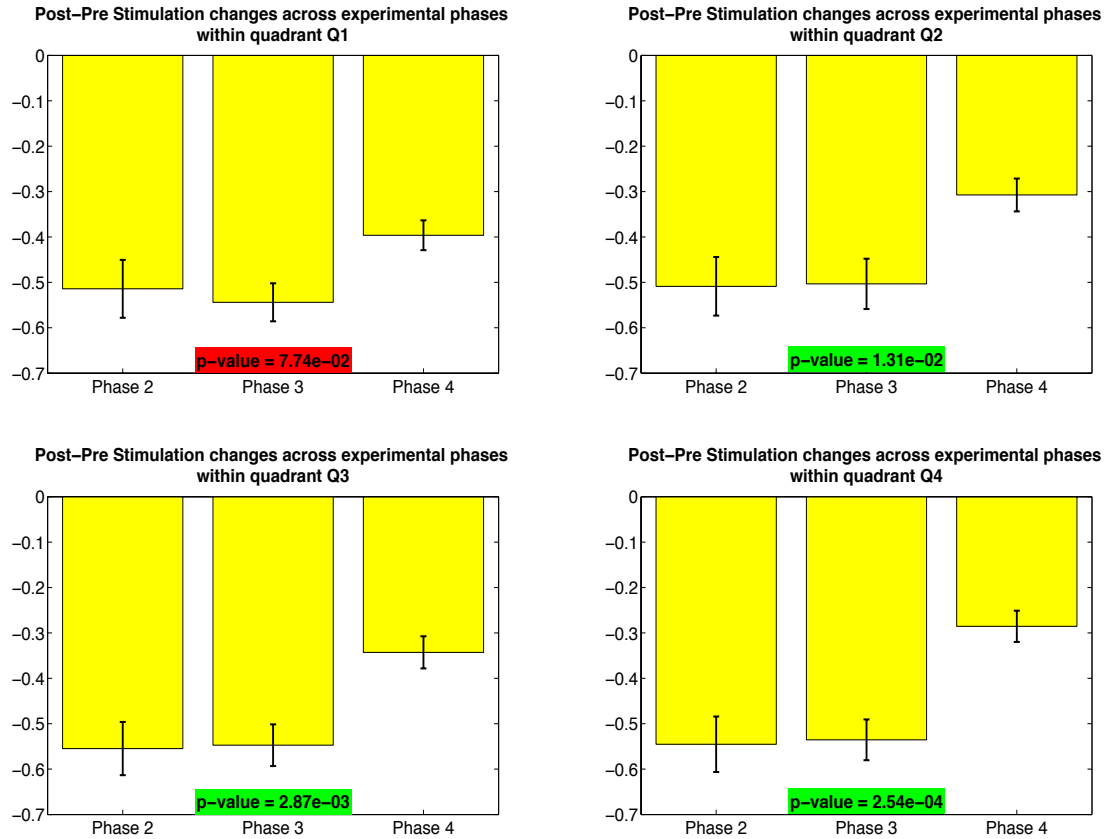 Post−Pre Stimulation changes across experimental phases
within quadrant Q1
0
−0.1
−0.2
−0.3
−0.4
−0.5
−0.6
−0.7
p−value = 7.74e−02
Phase 2 Phase 3 Phase 4
Post−Pre Stimulation changes across experimental phases
within quadrant Q2
0
−0.1
−0.2
−0.3
−0.4
−0.5
−0.6
−0.7
p−value = 1.31e−02
Phase 2 Phase 3 Phase 4
Post−Pre Stimulation changes across experimental phases
within quadrant Q3
0
−0.1
−0.2
−0.3
−0.4
−0.5
−0.6
−0.7
p−value = 2.87e−03
Phase 2 Phase 3 Phase 4
Post−Pre Stimulation changes across experimental phases
within quadrant Q4
0
−0.1
−0.2
−0.3
−0.4
−0.5
−0.6
−0.7
p−value = 2.54e−04
Phase 2 Phase 3 Phase 4